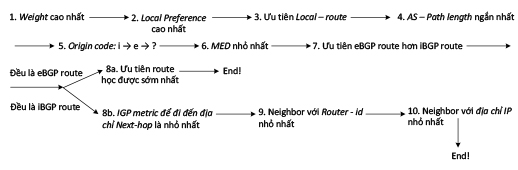 1. Weight cao nhất
2. Local Preference
cao nhất
3. Ưu tiên Local – route
4. AS – Path length ngắn nhất
5. Origin code: i → e → ?
6. MED nhỏ nhất
7. Ưu tiên eBGP route hơn iBGP route
Đều là eBGP route
8a. Ưu tiên route
học được sớm nhất
End!
Đều là iBGP route
8b. IGP metric để đi đến địa
chỉ Next-hop là nhỏ nhất
9. Neighbor với Router - id
nhỏ nhất
10. Neighbor với địa chỉ IP
nhỏ nhất
End!